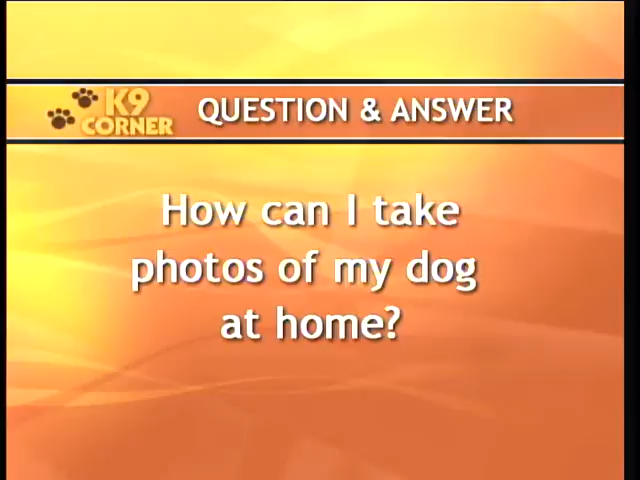 K9 CORNER
QUESTION & ANSWER
How can I take
photos of my dog
at home?